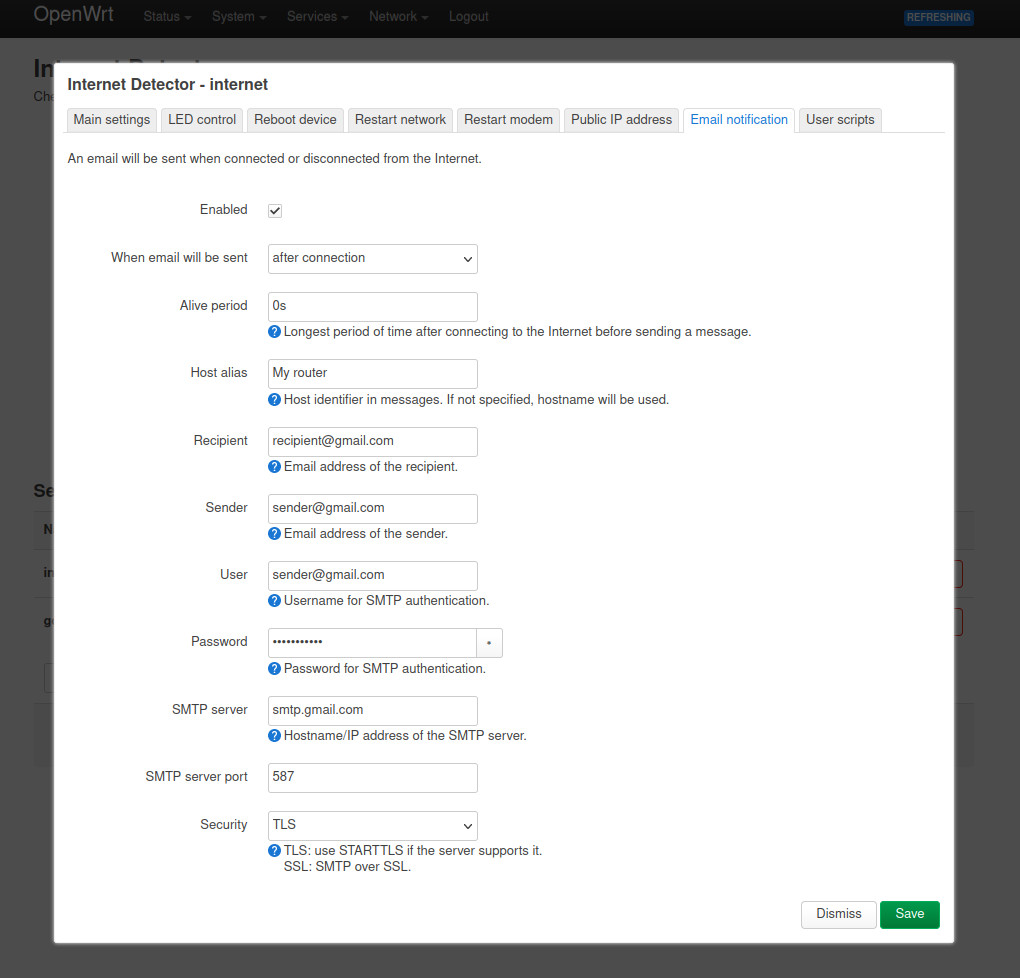 OpenWrt Status System Services Network Logout REFRESHING
Internet Detector - internet
Main settings LED control Reboot device Restart network Restart modem Public IP address Email notification User scripts
An email will be sent when connected or disconnected from the Internet.
Enabled
When email will be sent after connection
Alive period 0s
Longest period of time after connecting to the Internet before sending a message.
Host alias My router
Host identifier in messages. If not specified, hostname will be used.
Recipient recipient@gmail.com
Email address of the recipient.
Sender sender@gmail.com
Email address of the sender.
User sender@gmail.com
Username for SMTP authentication.
Password •••••••••••
Password for SMTP authentication.
SMTP server smtp.gmail.com
Hostname/IP address of the SMTP server.
SMTP server port 587
Security TLS
TLS: use STARTTLS if the server supports it.
SSL: SMTP over SSL.
Dismiss Save